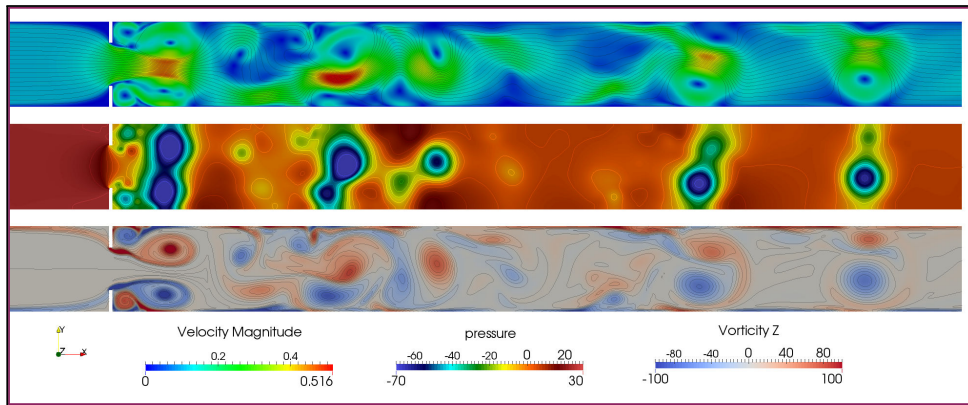 Velocity Magnitude
0.2 0.4
0 0.516
pressure
-60 -40 -20 0 20
-70 30
Vorticity Z
-80 -40 0 40 80
-100 100
Y
Z X